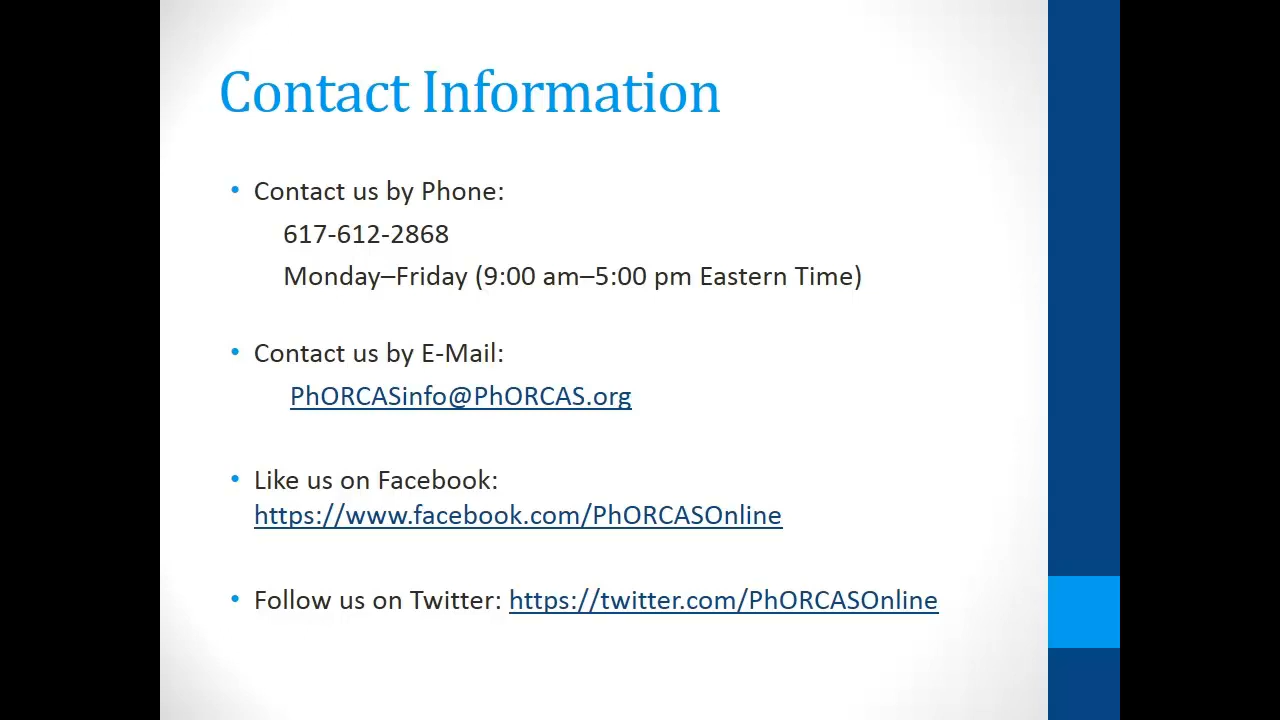 Contact Information
• Contact us by Phone:
617-612-2868
Monday–Friday (9:00 am–5:00 pm Eastern Time)
• Contact us by E-Mail:
PhORCASinfo@PhORCAS.org
• Like us on Facebook:
https://www.facebook.com/PhORCASOnline
• Follow us on Twitter: https://twitter.com/PhORCASOnline